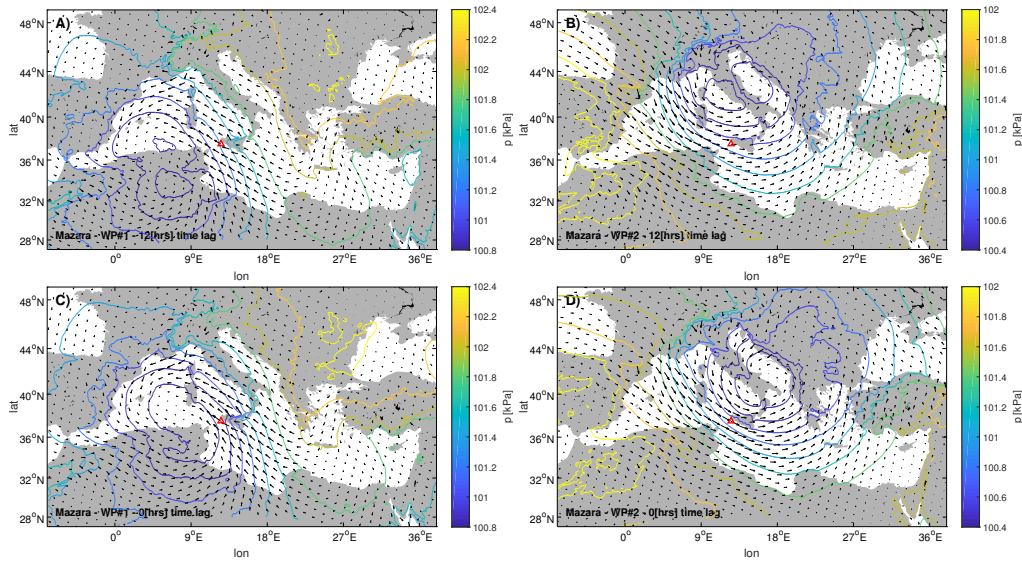 A)
48°N
44°N
40°N
36°N
32°N
28°N
lat
0°
9°E
18°E
27°E
36°E
lon
Mazara - WP#1 - -12[hrs] time lag
102.4
102.2
102
101.8
101.6
101.4
101.2
101
100.8
p [kPa]
B)
48°N
44°N
40°N
36°N
32°N
28°N
lat
0°
9°E
18°E
27°E
36°E
lon
Mazara - WP#2 - -12[hrs] time lag
102
101.8
101.6
101.4
101.2
101
100.8
100.6
100.4
p [kPa]
C)
48°N
44°N
40°N
36°N
32°N
28°N
lat
0°
9°E
18°E
27°E
36°E
lon
Mazara - WP#1 - -0[hrs] time lag
102.4
102.2
102
101.8
101.6
101.4
101.2
101
100.8
p [kPa]
D)
48°N
44°N
40°N
36°N
32°N
28°N
lat
0°
9°E
18°E
27°E
36°E
lon
Mazara - WP#2 - -0[hrs] time lag
102
101.8
101.6
101.4
101.2
101
100.8
100.6
100.4
p [kPa]